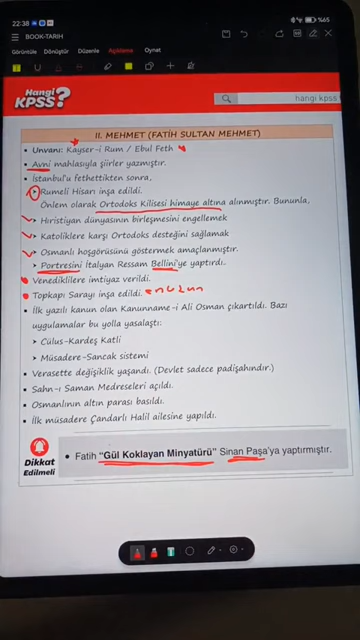 22:38
%65
BOOK-TARIH
Görüntüle Dönüştür Düzenle Açıklama Oynat
Hangi
KPSS?
hangi kpss
II. MEHMET (FATİH SULTAN MEHMET)
• Unvanı: Kayser-i Rum / Ebul Feth
• Avni mahlasıyla şiirler yazmıştır.
• İstanbul'u fethettikten sonra,
➤ Rumeli Hisarı inşa edildi.
Önlem olarak Ortodoks Kilisesi himaye altına alınmıştır. Bununla,
➤ Hıristiyan dünyasının birleşmesini engellemek
➤ Katoliklere karşı Ortodoks desteğini sağlamak
➤ Osmanlı hoşgörüsünü göstermek amaçlanmıştır.
➤ Portresini İtalyan Ressam Bellini'ye yaptırdı.
• Venediklilere imtiyaz verildi.
• Topkapı Sarayı inşa edildi. en uzun
• İlk yazılı kanun olan Kanunname-i Ali Osman çıkartıldı. Bazı
uygulamalar bu yolla yasalaştı:
➤ Cülus-Kardeş Katli
➤ Müsadere-Sancak sistemi
• Verasette değişiklik yaşandı. (Devlet sadece padişahındır.)
• Sahn-ı Saman Medreseleri açıldı.
• Osmanlının altın parası basıldı.
• İlk müsadere Çandarlı Halil ailesine yapıldı.
Dikkat
Edilmeli
• Fatih "Gül Koklayan Minyatürü" Sinan Paşa'ya yaptırmıştır.